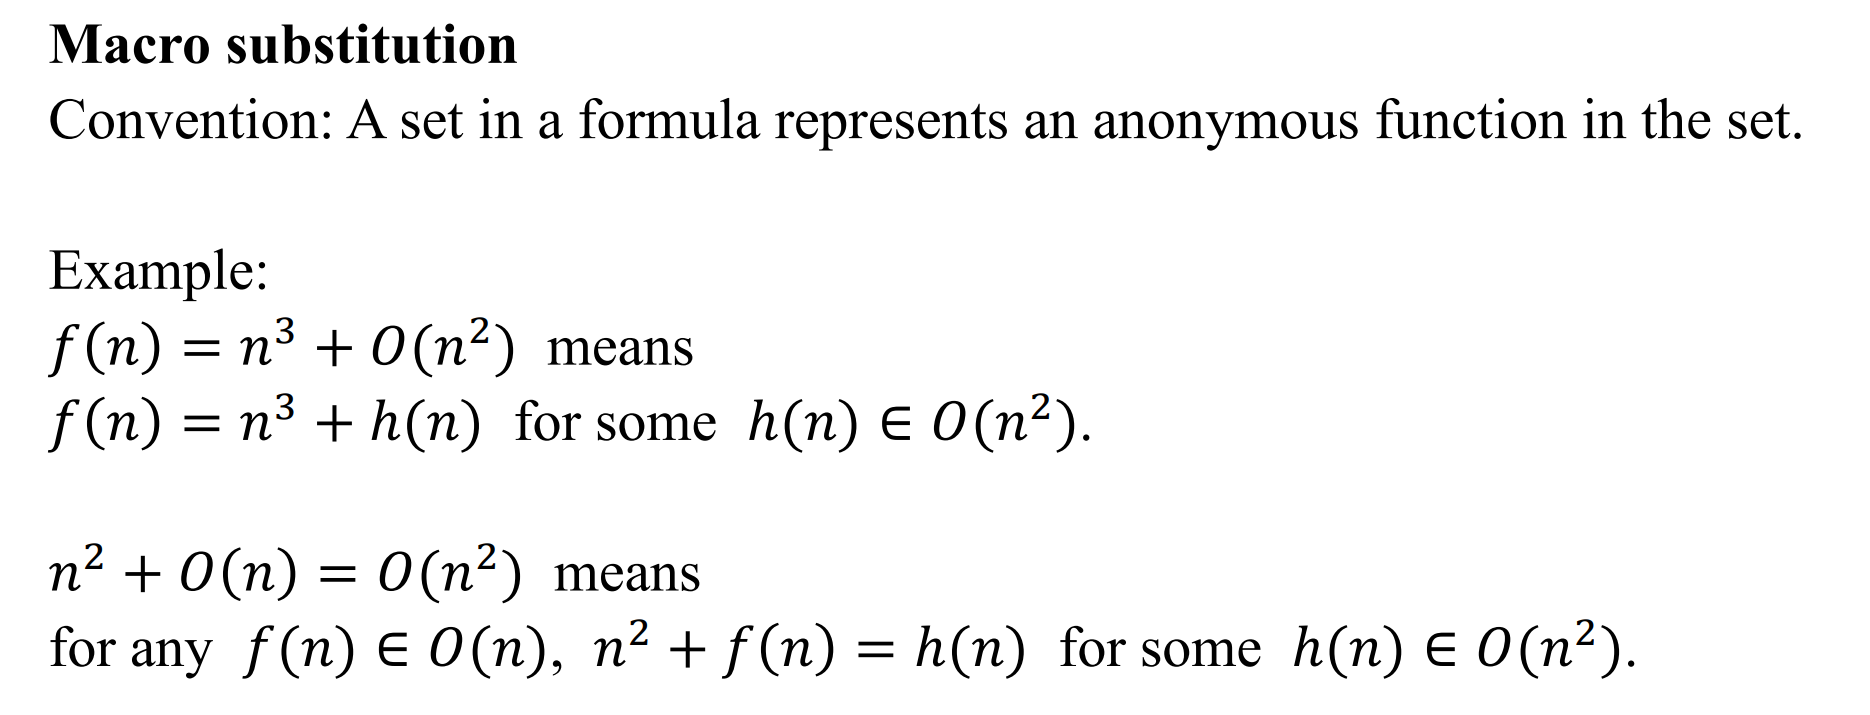 Macro substitution
Convention: A set in a formula represents an anonymous function in the set.
Example:
f(n) = n³ + O(n²) means
f(n) = n³ + h(n) for some h(n) ∈ O(n²).
n² + O(n) = O(n²) means
for any f(n) ∈ O(n), n² + f(n) = h(n) for some h(n) ∈ O(n²).